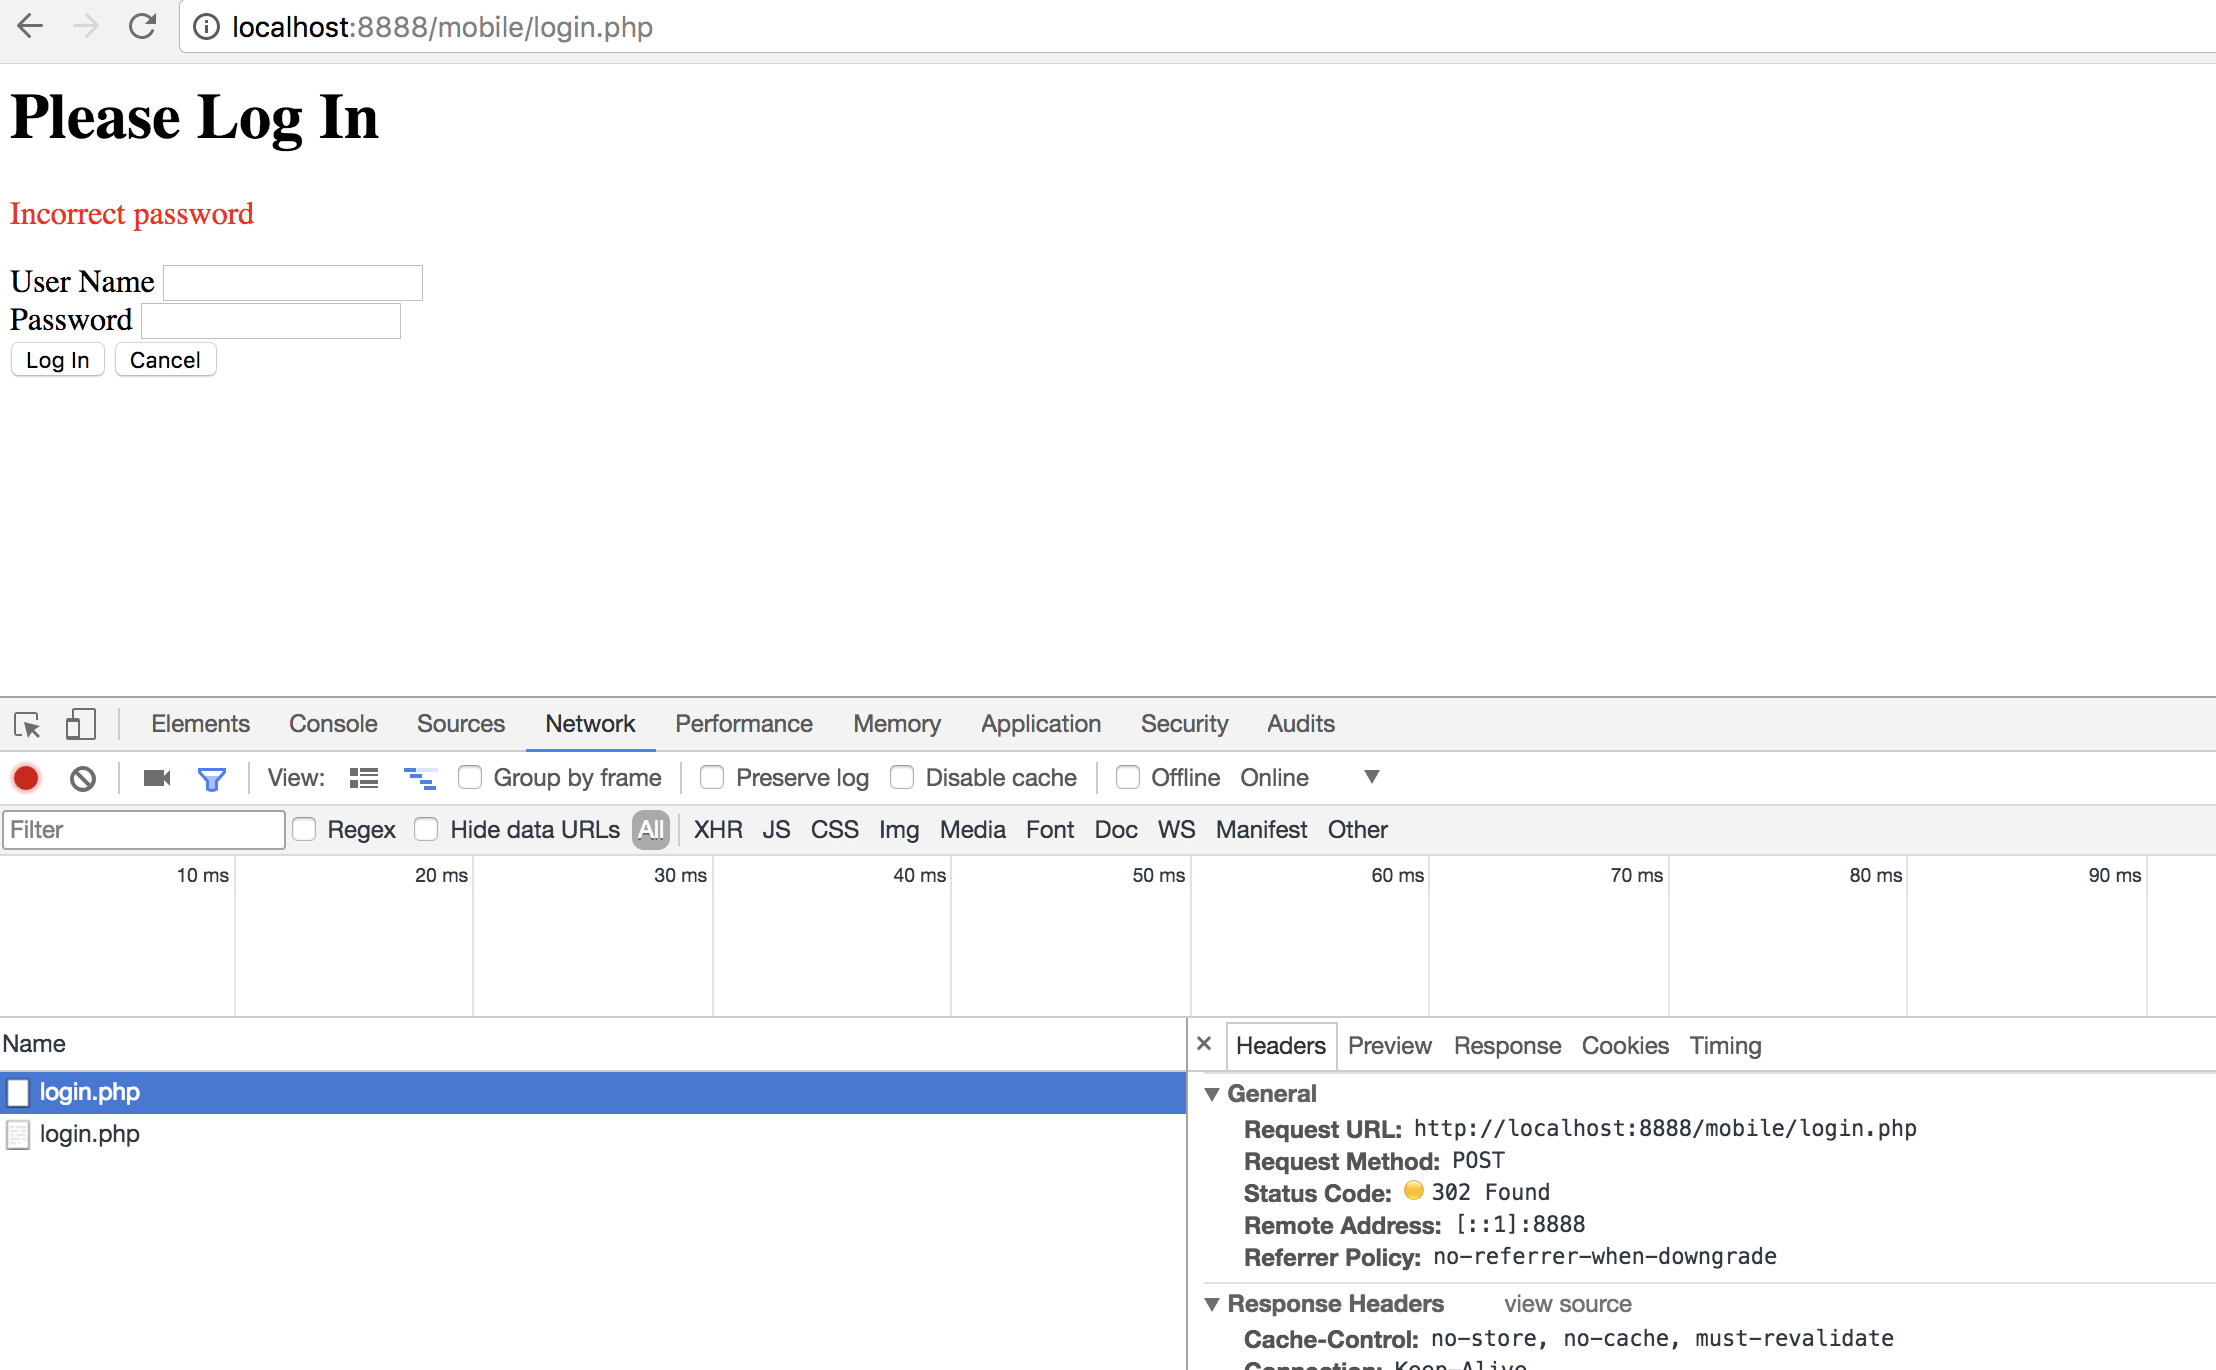 localhost:8888/mobile/login.php
Please Log In
Incorrect password
User Name
Password
Log In Cancel
Elements Console Sources Network Performance Memory Application Security Audits
View: Group by frame Preserve log Disable cache Offline Online
Filter Regex Hide data URLs All XHR JS CSS Img Media Font Doc WS Manifest Other
10 ms 20 ms 30 ms 40 ms 50 ms 60 ms 70 ms 80 ms 90 ms
Name
login.php
login.php
× Headers Preview Response Cookies Timing
General
Request URL: http://localhost:8888/mobile/login.php
Request Method: POST
Status Code: 302 Found
Remote Address: [::1]:8888
Referrer Policy: no-referrer-when-downgrade
Response Headers view source
Cache-Control: no-store, no-cache, must-revalidate
Connection: Keep-Alive